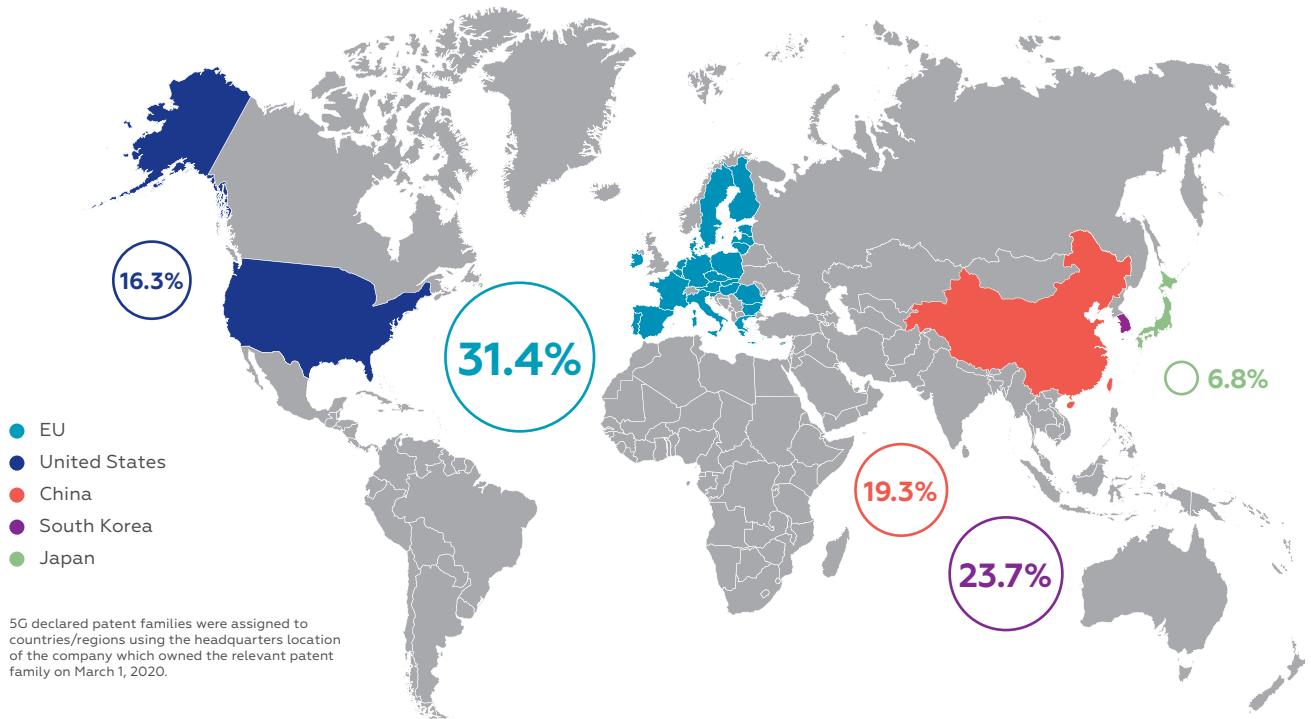 16.3%
31.4%
6.8%
19.3%
23.7%
EU
United States
China
South Korea
Japan
5G declared patent families were assigned to
countries/regions using the headquarters location
of the company which owned the relevant patent
family on March 1, 2020.